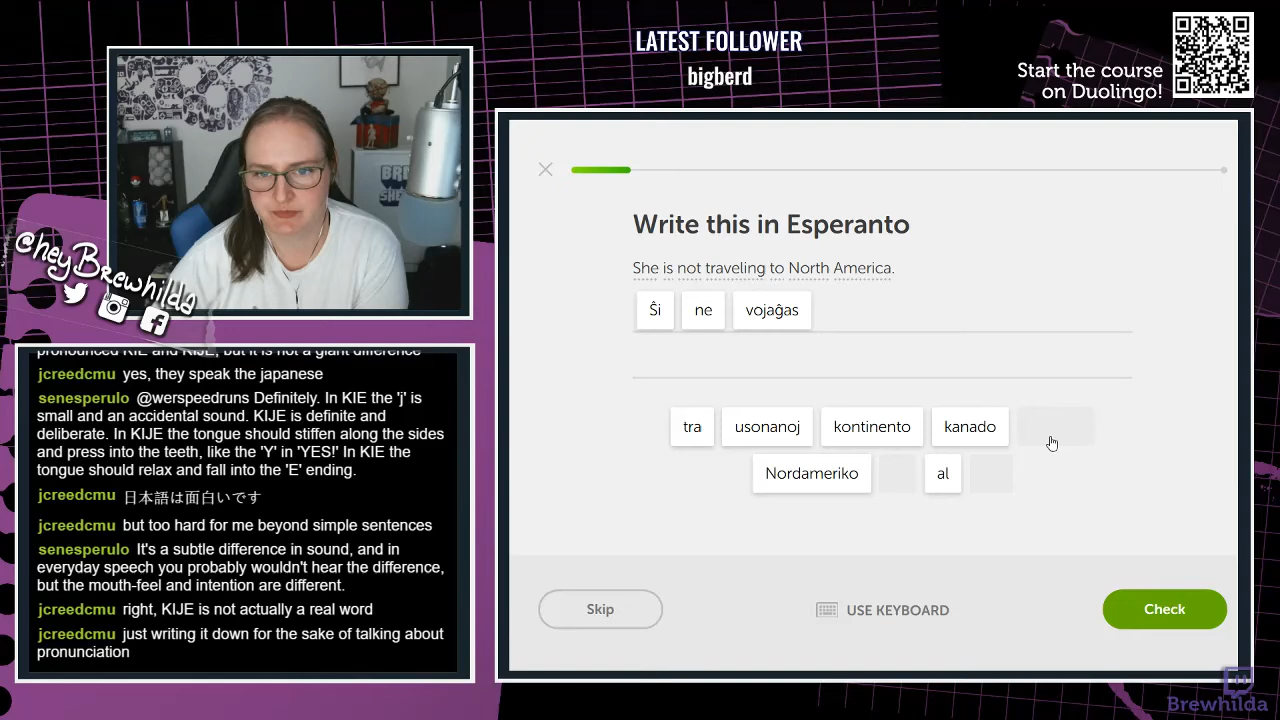 LATEST FOLLOWER
bigberd
Start the course
on Duolingo!
@heyBrewhilda
Write this in Esperanto
She is not traveling to North America.
Ŝi ne vojaĝas
tra usonanoj kontinento kanado
Nordameriko al
Skip
USE KEYBOARD
Check
pronounced KIE and KIJE, but it is not a giant difference
jcreedcmu yes, they speak the japanese
senesperulo @werspeedruns Definitely. In KIE the 'j' is
small and an accidental sound. KIJE is definite and
deliberate. In KIJE the tongue should stiffen along the sides
and press into the teeth, like the 'Y' in 'YES!' In KIE the
tongue should relax and fall into the 'E' ending.
jcreedcmu 日本語は面白いです
jcreedcmu but too hard for me beyond simple sentences
senesperulo It's a subtle difference in sound, and in
everyday speech you probably wouldn't hear the difference,
but the mouth-feel and intention are different.
jcreedcmu right, KIJE is not actually a real word
jcreedcmu just writing it down for the sake of talking about
pronunciation
Brewhilda